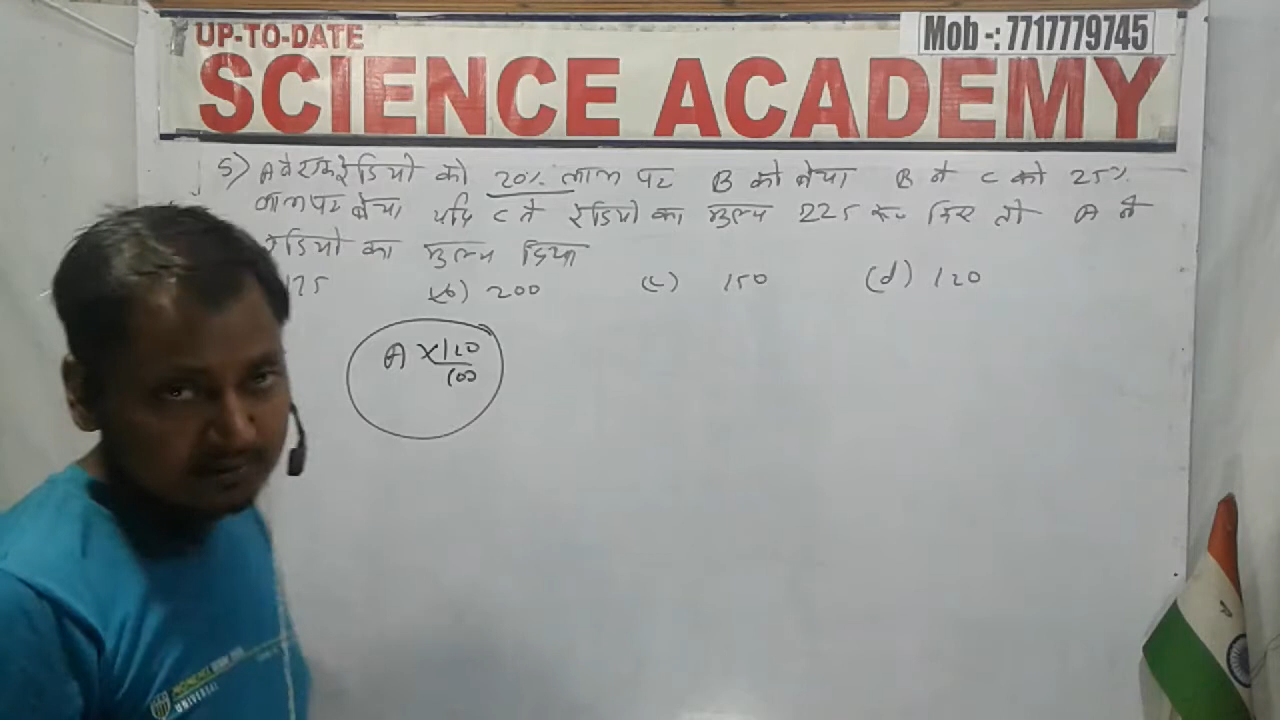 UP-TO-DATE
Mob -: 7717779745
SCIENCE ACADEMY
5) A ने एक रेडियो को 20% लाभ पर B को बेचा B ने C को 25%
लाभ पर बेचा यदि C ने रेडियो का मुल्य 225 रू० दिए तो A ने
रेडियो का मुल्य दिया
175 (b) 200 (c) 150 (d) 120
A × 120
100